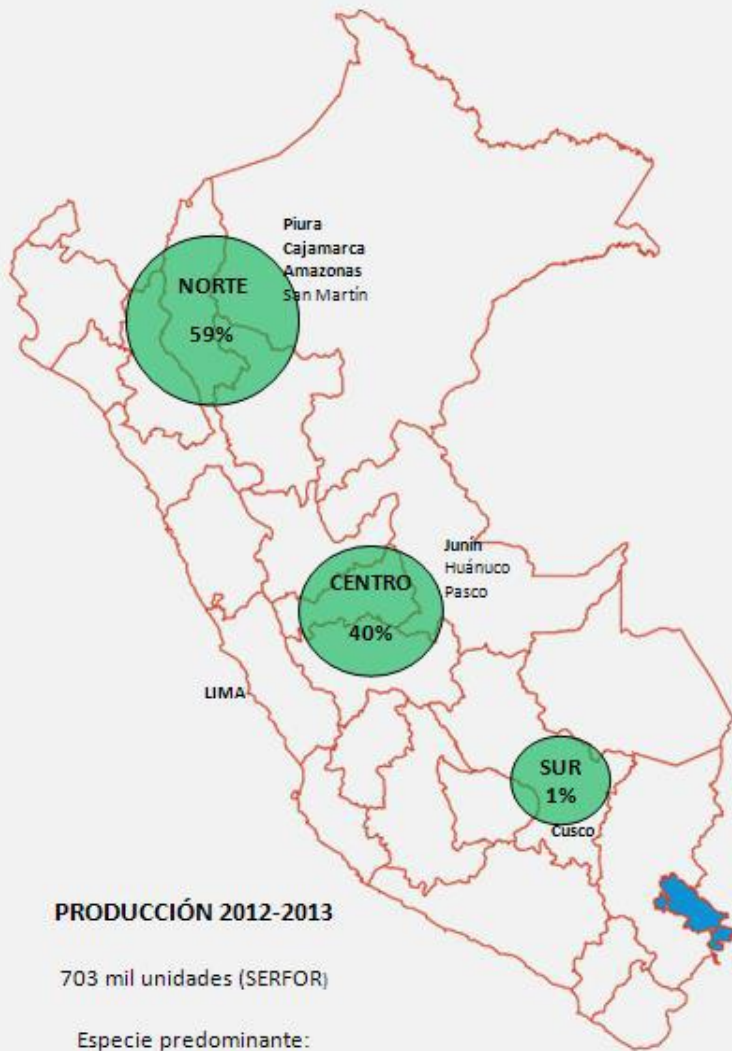 Piura
Cajamarca
Amazonas
San Martín
NORTE
59%
Junín
Huánuco
Pasco
CENTRO
40%
LIMA
SUR
1%
Cusco
PRODUCCIÓN 2012-2013
703 mil unidades (SERFOR)
Especie predominante: